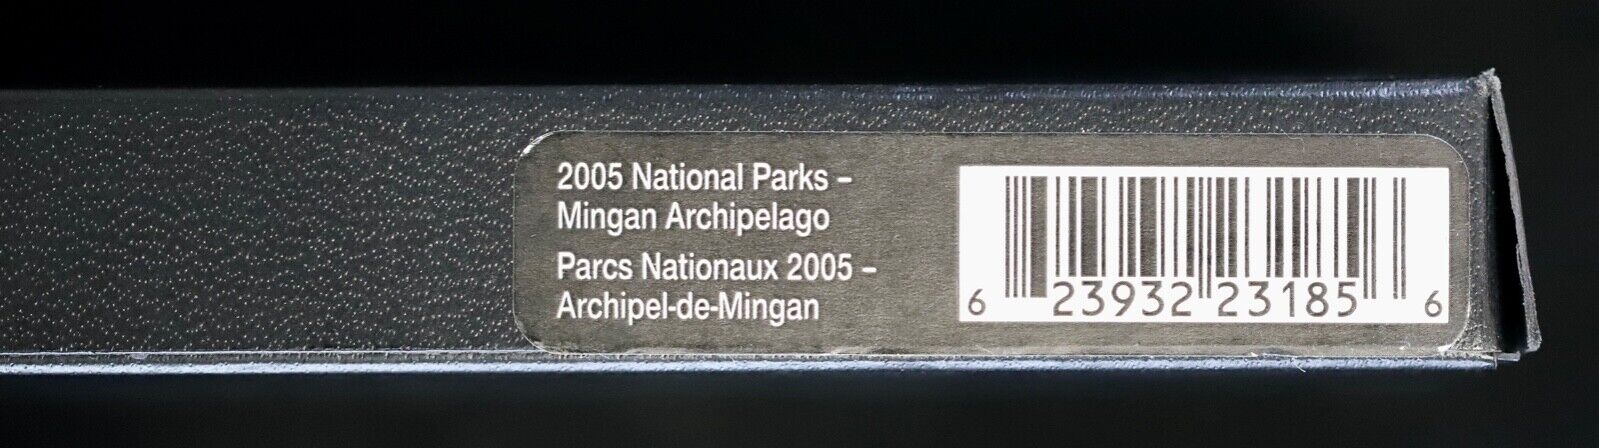 2005 National Parks –
Mingan Archipelago
Parcs Nationaux 2005 –
Archipel-de-Mingan
6 23932 23185 6